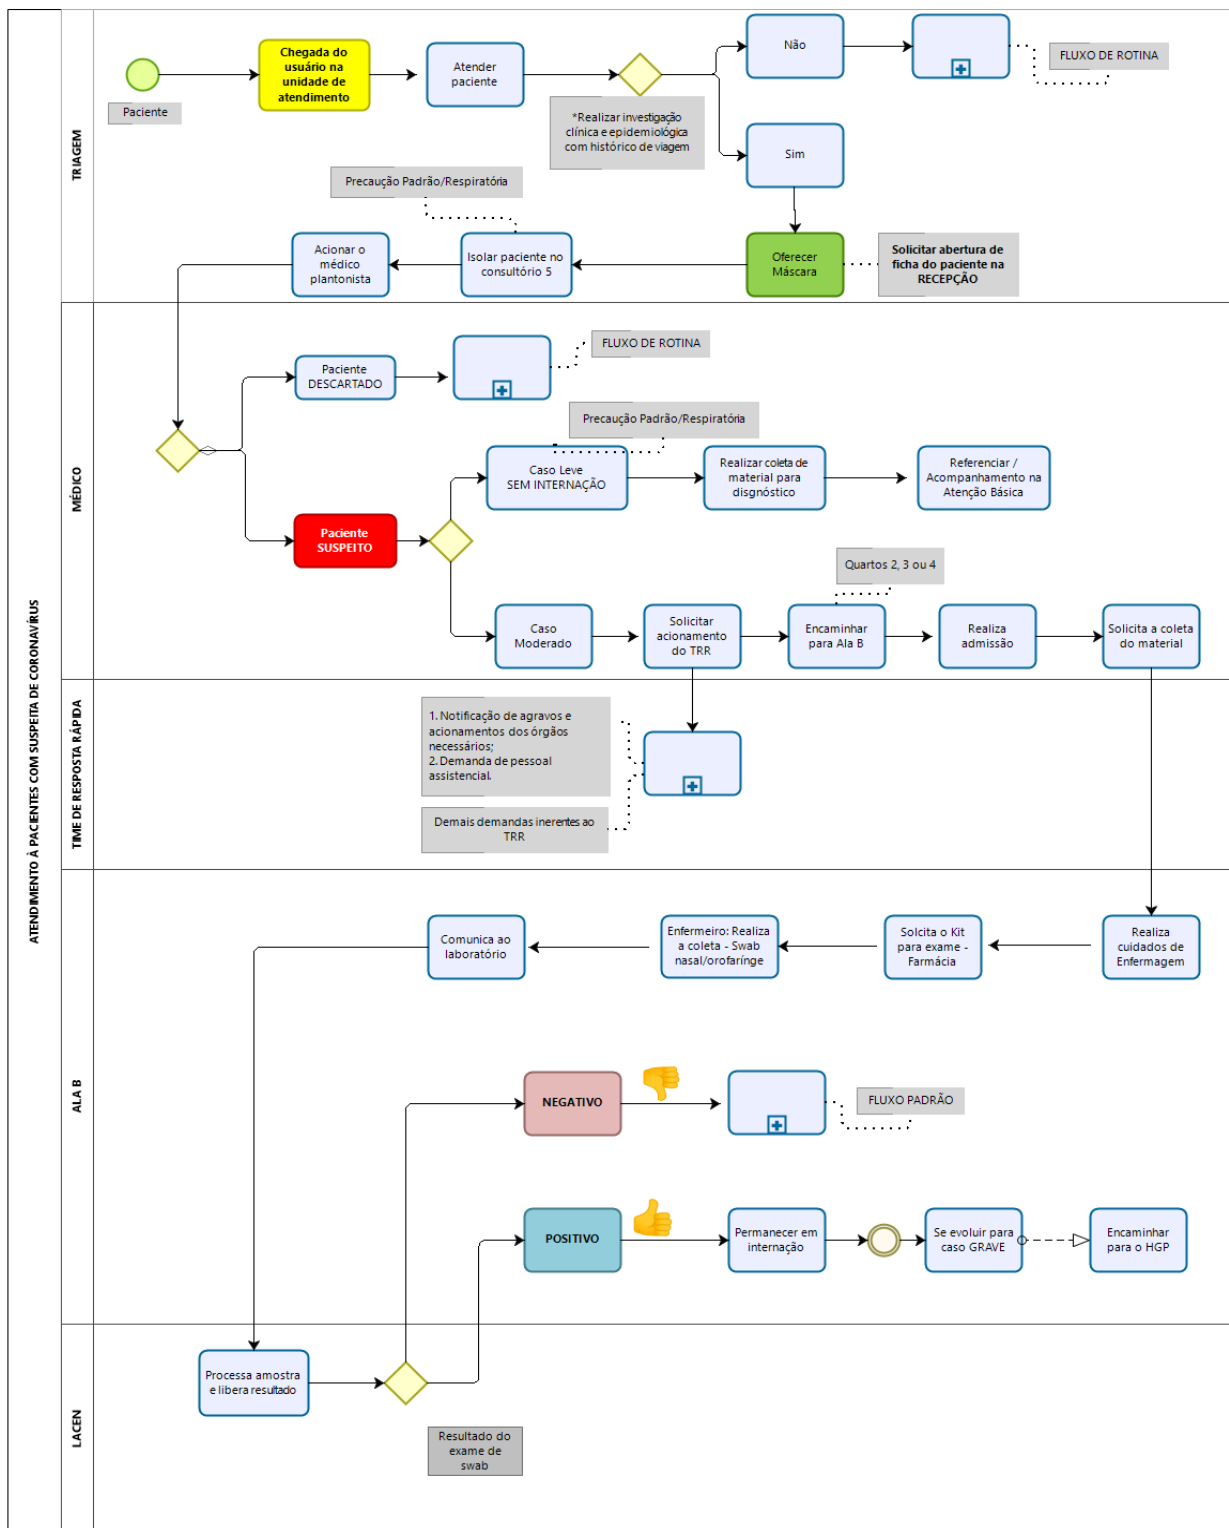 ATENDIMENTO À PACIENTES COM SUSPEITA DE CORONAVÍRUS
TRIAGEM
Paciente
Chegada do
usuário na
unidade de
atendimento
Atender
paciente
*Realizar investigação
clínica e epidemiológica
com histórico de viagem
Não
FLUXO DE ROTINA
Sim
Oferecer
Máscara
Solicitar abertura de
ficha do paciente na
RECEPÇÃO
Precaução Padrão/Respiratória
Isolar paciente no
consultório 5
Acionar o
médico
plantonista
MÉDICO
Paciente
DESCARTADO
FLUXO DE ROTINA
Paciente
SUSPEITO
Precaução Padrão/Respiratória
Caso Leve
SEM INTERNAÇÃO
Realizar coleta de
material para
disgnóstico
Referenciar /
Acompanhamento na
Atenção Básica
Caso
Moderado
Solicitar
acionamento
do TRR
Quartos 2, 3 ou 4
Encaminhar
para Ala B
Realiza
admissão
Solicita a coleta
do material
TIME DE RESPOSTA RÁPIDA
1. Notificação de agravos e
acionamentos dos órgãos
necessários;
2. Demanda de pessoal
assistencial.
Demais demandas inerentes ao
TRR
ALA B
Realiza
cuidados de
Enfermagem
Solcita o Kit
para exame -
Farmácia
Enfermeiro: Realiza
a coleta - Swab
nasal/orofarínge
Comunica ao
laboratório
NEGATIVO
FLUXO PADRÃO
POSITIVO
Permanecer em
internação
Se evoluir para
caso GRAVE
Encaminhar
para o HGP
LACEN
Processa amostra
e libera resultado
Resultado do
exame de
swab